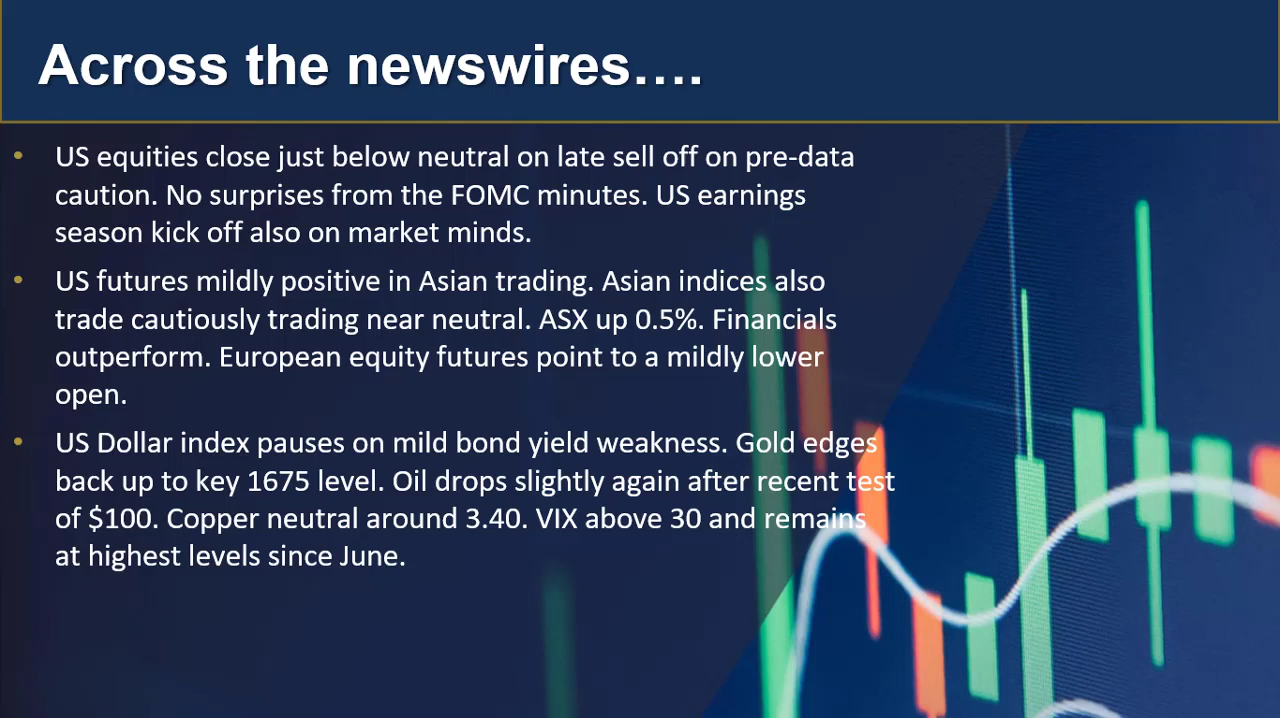 Across the newswires….
• US equities close just below neutral on late sell off on pre-data
caution. No surprises from the FOMC minutes. US earnings
season kick off also on market minds.
• US futures mildly positive in Asian trading. Asian indices also
trade cautiously trading near neutral. ASX up 0.5%. Financials
outperform. European equity futures point to a mildly lower
open.
• US Dollar index pauses on mild bond yield weakness. Gold edges
back up to key 1675 level. Oil drops slightly again after recent test
of $100. Copper neutral around 3.40. VIX above 30 and remains
at highest levels since June.